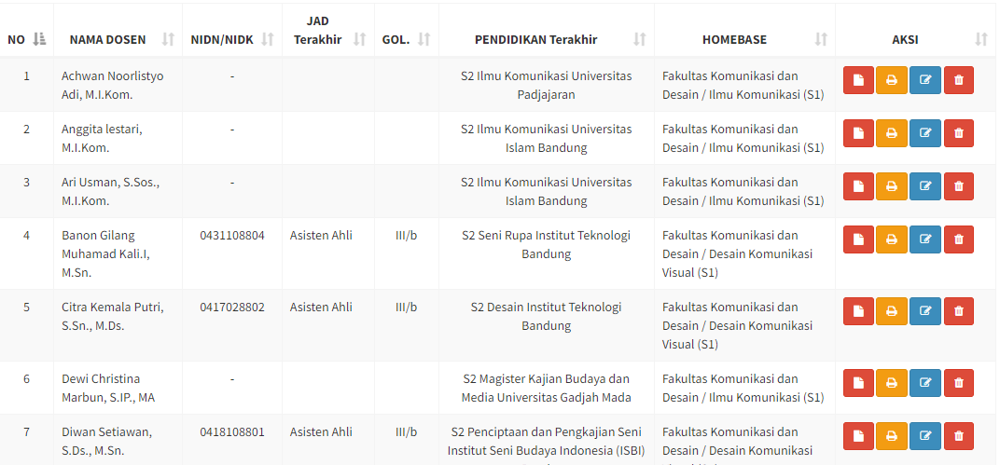 NO NAMA DOSEN NIDN/NIDK JAD Terakhir GOL. PENDIDIKAN Terakhir HOMEBASE AKSI
1 Achwan Noorlistyo - S2 Ilmu Komunikasi Universitas Fakultas Komunikasi dan
Adi, M.I.Kom. Padjajaran Desain / Ilmu Komunikasi (S1)
2 Anggita lestari, - S2 Ilmu Komunikasi Universitas Fakultas Komunikasi dan
M.I.Kom. Islam Bandung Desain / Ilmu Komunikasi (S1)
3 Ari Usman, S.Sos., - S2 Ilmu Komunikasi Universitas Fakultas Komunikasi dan
M.I.Kom. Islam Bandung Desain / Ilmu Komunikasi (S1)
4 Banon Gilang 0431108804 Asisten Ahli III/b S2 Seni Rupa Institut Teknologi Fakultas Komunikasi dan
Muhamad Kali.I, Bandung Desain / Desain Komunikasi
M.Sn. Visual (S1)
5 Citra Kemala Putri, 0417028802 Asisten Ahli III/b S2 Desain Institut Teknologi Fakultas Komunikasi dan
S.Sn., M.Ds. Bandung Desain / Desain Komunikasi
Visual (S1)
6 Dewi Christina - S2 Magister Kajian Budaya dan Fakultas Komunikasi dan
Marbun, S.IP., MA Media Universitas Gadjah Mada Desain / Ilmu Komunikasi (S1)
7 Diwan Setiawan, 0418108801 Asisten Ahli III/b S2 Penciptaan dan Pengkajian Seni Fakultas Komunikasi dan
S.Ds., M.Sn. Institut Seni Budaya Indonesia (ISBI) Desain / Desain Komunikasi